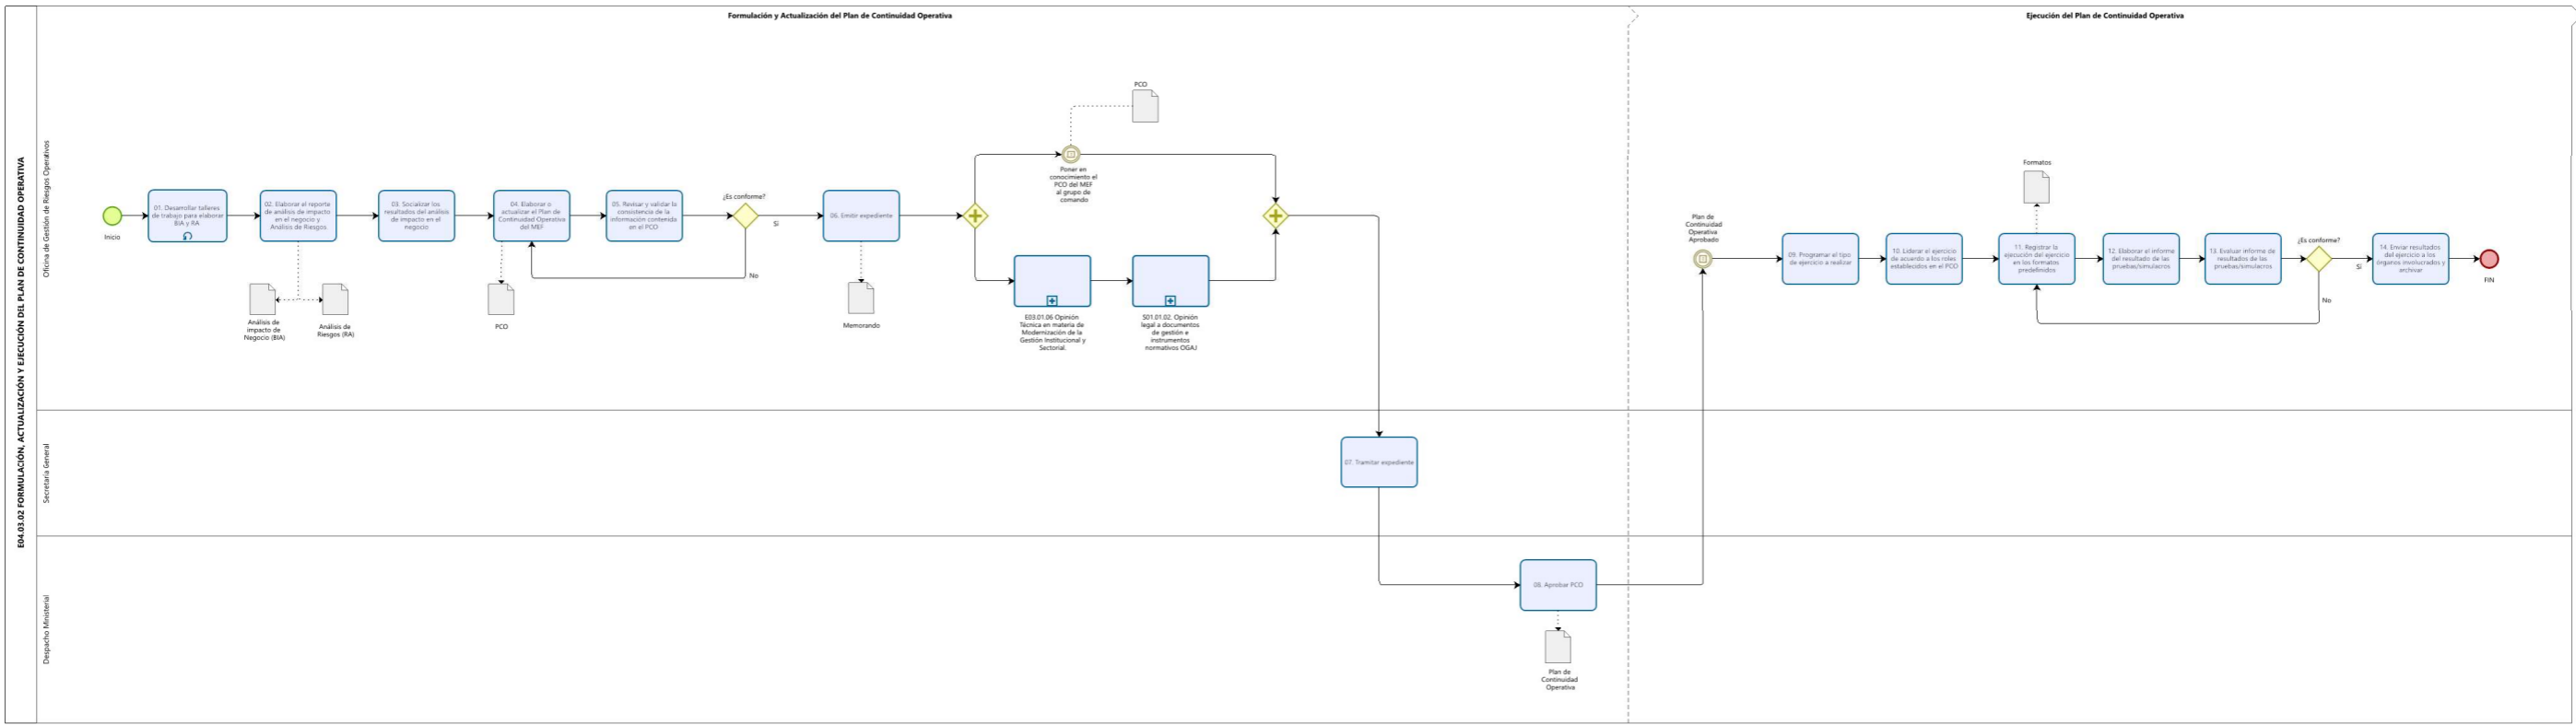 E04.03.02 FORMULACIÓN, ACTUALIZACIÓN Y EJECUCIÓN DEL PLAN DE CONTINUIDAD OPERATIVA
Formulación y Actualización del Plan de Continuidad Operativa
Ejecución del Plan de Continuidad Operativa
Oficina de Gestión de Riesgos Operativos
Inicio
01. Desarrollar talleres
de trabajo para elaborar
BIA y RA
02. Elaborar el reporte
de análisis de impacto
en el negocio y
Análisis de Riesgos
Análisis de
impacto de
Negocio (BIA)
Análisis de
Riesgos (RA)
03. Socializar los
resultados del análisis
de impacto en el
negocio
04. Elaborar o
actualizar el Plan de
Continuidad Operativa
del MEF
PCO
05. Revisar y validar la
consistencia de la
información contenida
en el PCO
¿Es conforme?
Si
No
06. Emitir expediente
Memorando
PCO
Poner en
conocimiento el
PCO del MEF
al grupo de
comando
E03.01.06 Opinión
Técnica en materia de
Modernización de la
Gestión Institucional y
Sectorial.
S01.01.02. Opinión
legal a documentos
de gestión e
instrumentos
normativos OGAJ
Plan de
Continuidad
Operativa
Aprobado
09. Programar el tipo
de ejercicio a realizar
10. Liderar el ejercicio
de acuerdo a los roles
establecidos en el PCO
Formatos
11. Registrar la
ejecución del ejercicio
en los formatos
predefinidos
12. Elaborar el informe
del resultado de las
pruebas/simulacros
13. Evaluar informe de
resultados de las
pruebas/simulacros
¿Es conforme?
Sí
No
14. Enviar resultados
del ejercicio a los
órganos involucrados y
archivar
FIN
Secretaría General
07. Tramitar expediente
Despacho Ministerial
08. Aprobar PCO
Plan de
Continuidad
Operativa